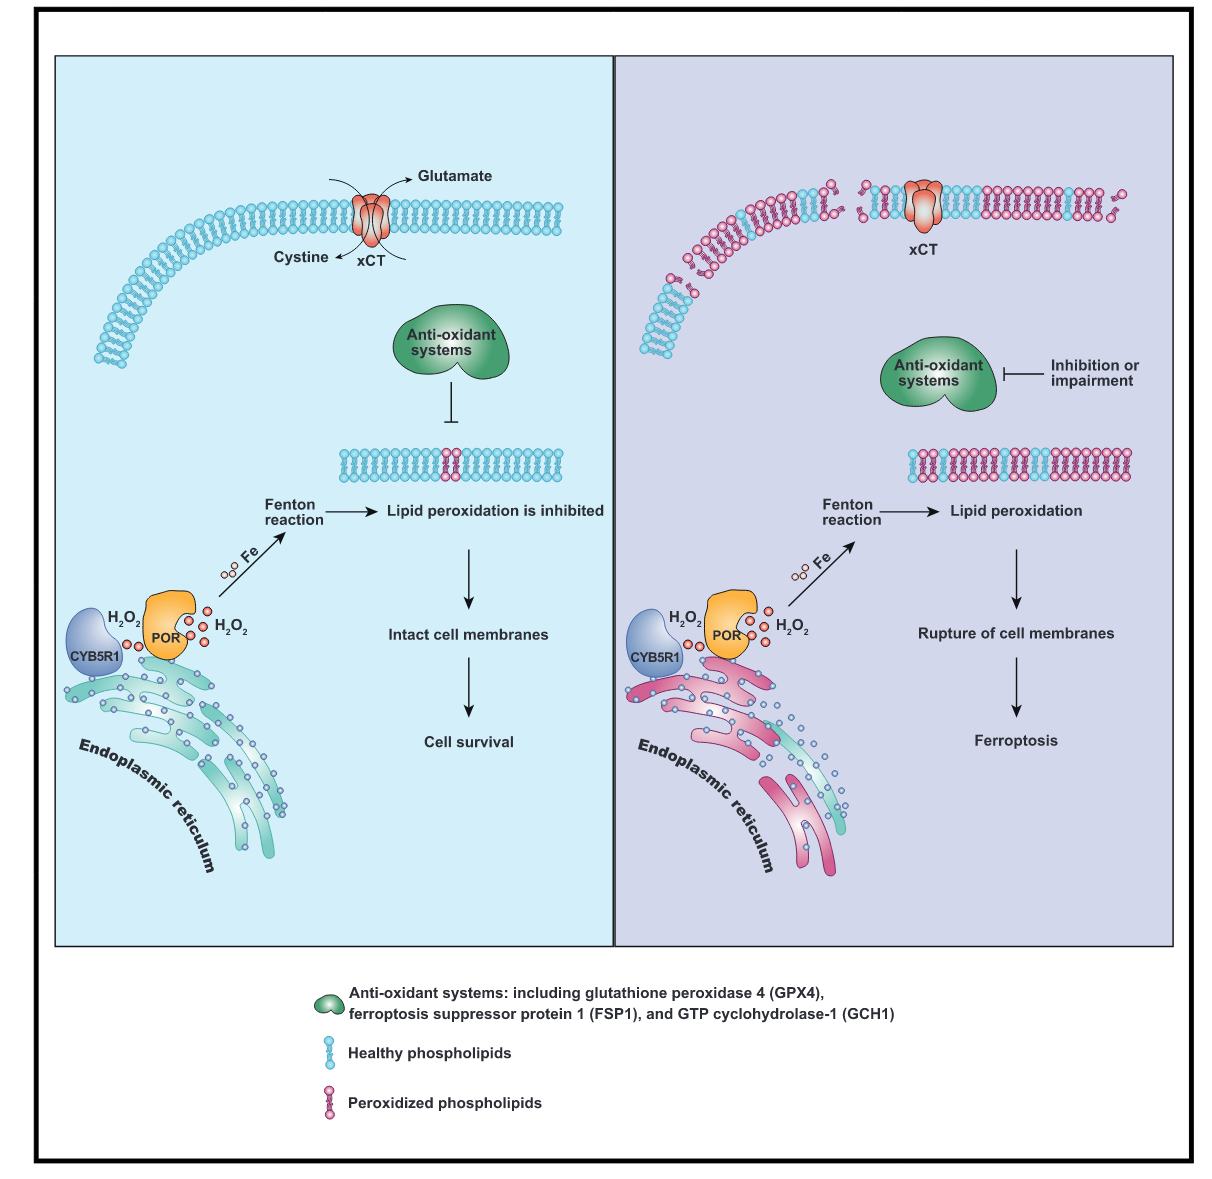 Glutamate
Cystine
xCT
Anti-oxidant
systems
Fenton
reaction
Lipid peroxidation is inhibited
Fe
H2O2
POR
H2O2
CYB5R1
Intact cell membranes
Cell survival
Endoplasmic reticulum
xCT
Anti-oxidant
systems
Inhibition or
impairment
Fenton
reaction
Lipid peroxidation
Fe
H2O2
POR
H2O2
CYB5R1
Rupture of cell membranes
Ferroptosis
Endoplasmic reticulum
Anti-oxidant systems: including glutathione peroxidase 4 (GPX4),
ferroptosis suppressor protein 1 (FSP1), and GTP cyclohydrolase-1 (GCH1)
Healthy phospholipids
Peroxidized phospholipids